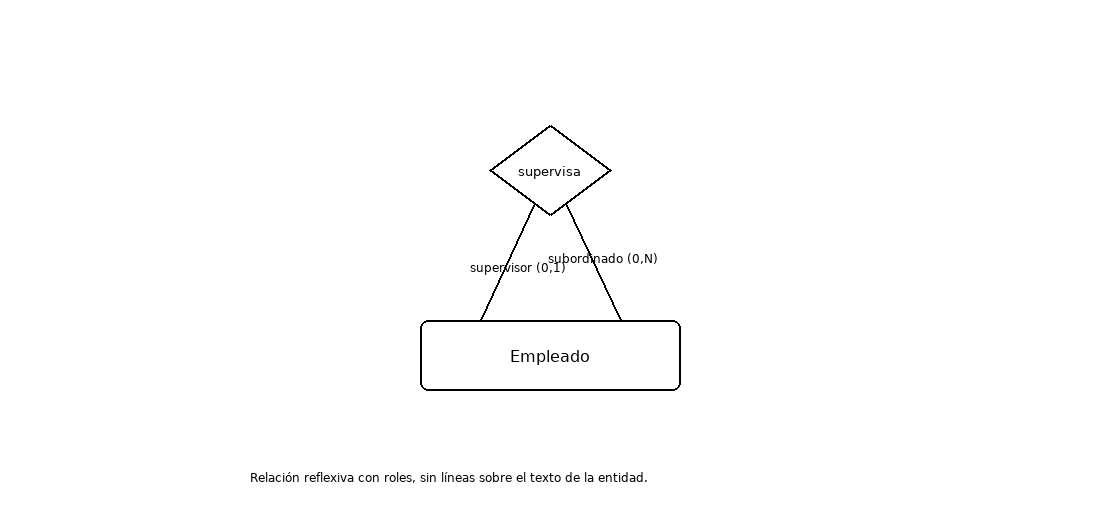 supervisa
subordinado (0,N)
supervisor (0,1)
Empleado
Relación reflexiva con roles, sin líneas sobre el texto de la entidad.